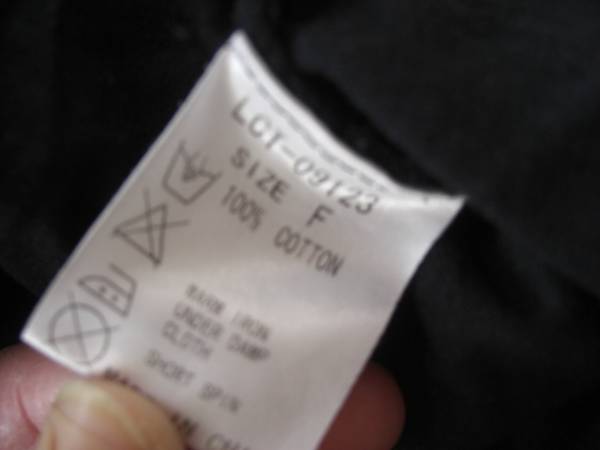 LCT-09123
SIZE F
100% COTTON
WARM IRON
UNDER DAMP
CLOTH
SHORT SPIN